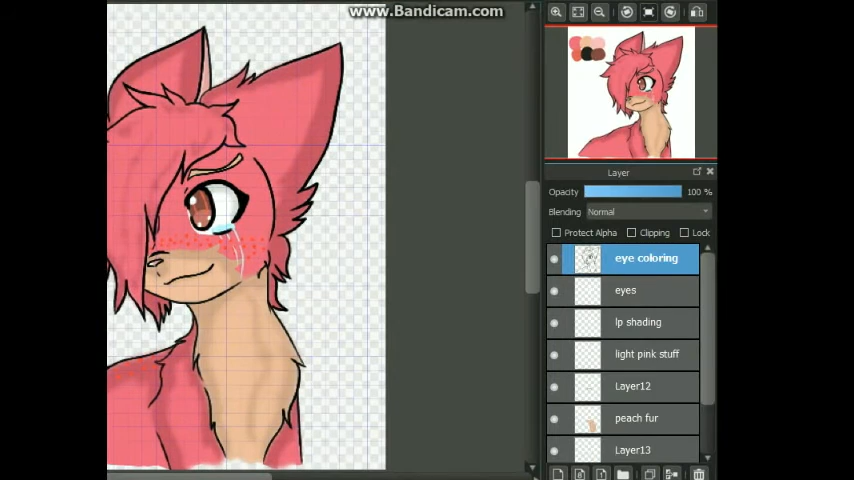 www.Bandicam.com
Layer
Opacity 100 %
Blending Normal
Protect Alpha Clipping Lock
eye coloring
eyes
lp shading
light pink stuff
Layer12
peach fur
Layer13